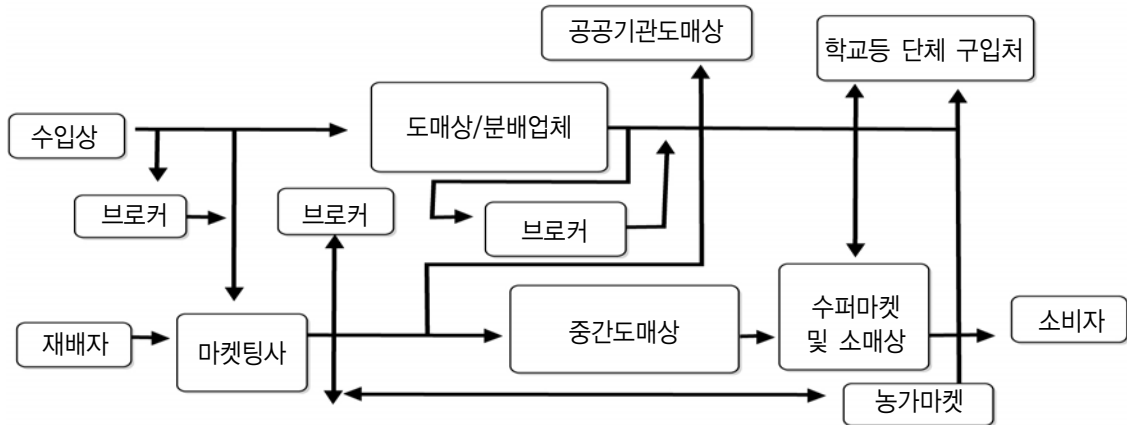 공공기관도매상
학교등 단체 구입처
수입상
도매상/분배업체
브로커
브로커
브로커
재배자
마켓팅사
중간도매상
수퍼마켓
및 소매상
소비자
농가마켓